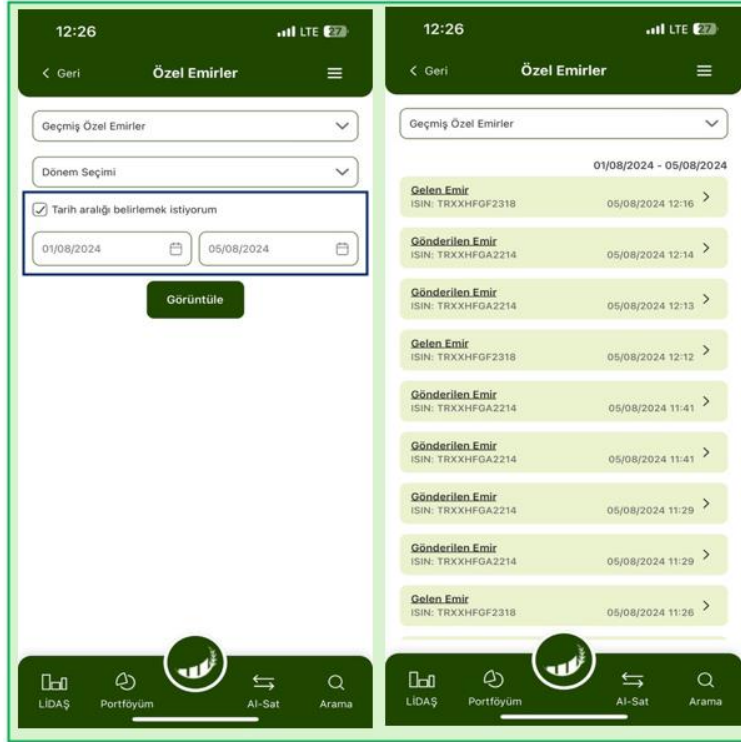 12:26
LTE 27
Geri
Özel Emirler
Geçmiş Özel Emirler
Dönem Seçimi
Tarih aralığı belirlemek istiyorum
01/08/2024
05/08/2024
Görüntüle
LİDAŞ
Portföyüm
Al-Sat
Arama
12:26
LTE 27
Geri
Özel Emirler
Geçmiş Özel Emirler
01/08/2024 - 05/08/2024
Gelen Emir
ISIN: TRXXHFGF2318 05/08/2024 12:16
Gönderilen Emir
ISIN: TRXXHFGA2214 05/08/2024 12:14
Gönderilen Emir
ISIN: TRXXHFGA2214 05/08/2024 12:13
Gelen Emir
ISIN: TRXXHFGF2318 05/08/2024 12:12
Gönderilen Emir
ISIN: TRXXHFGA2214 05/08/2024 11:41
Gönderilen Emir
ISIN: TRXXHFGA2214 05/08/2024 11:41
Gönderilen Emir
ISIN: TRXXHFGA2214 05/08/2024 11:29
Gönderilen Emir
ISIN: TRXXHFGA2214 05/08/2024 11:29
Gelen Emir
ISIN: TRXXHFGF2318 05/08/2024 11:26
LİDAŞ
Portföyüm
Al-Sat
Arama